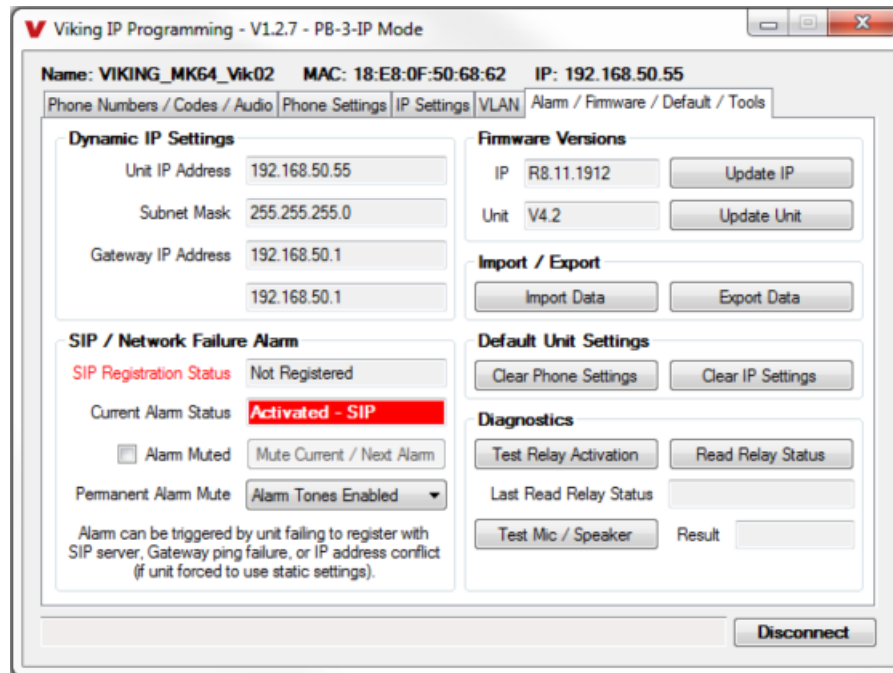 Viking IP Programming - V1.2.7 - PB-3-IP Mode
Name: VIKING_MK64_Vik02 MAC: 18:E8:0F:50:68:62 IP: 192.168.50.55
Phone Numbers / Codes / Audio Phone Settings IP Settings VLAN Alarm / Firmware / Default / Tools
Dynamic IP Settings
Unit IP Address 192.168.50.55
Subnet Mask 255.255.255.0
Gateway IP Address 192.168.50.1
192.168.50.1
SIP / Network Failure Alarm
SIP Registration Status Not Registered
Current Alarm Status Activated - SIP
Alarm Muted Mute Current / Next Alarm
Permanent Alarm Mute Alarm Tones Enabled
Alarm can be triggered by unit failing to register with
SIP server, Gateway ping failure, or IP address conflict
(if unit forced to use static settings).
Firmware Versions
IP R8.11.1912 Update IP
Unit V4.2 Update Unit
Import / Export
Import Data Export Data
Default Unit Settings
Clear Phone Settings Clear IP Settings
Diagnostics
Test Relay Activation Read Relay Status
Last Read Relay Status
Test Mic / Speaker Result
Disconnect